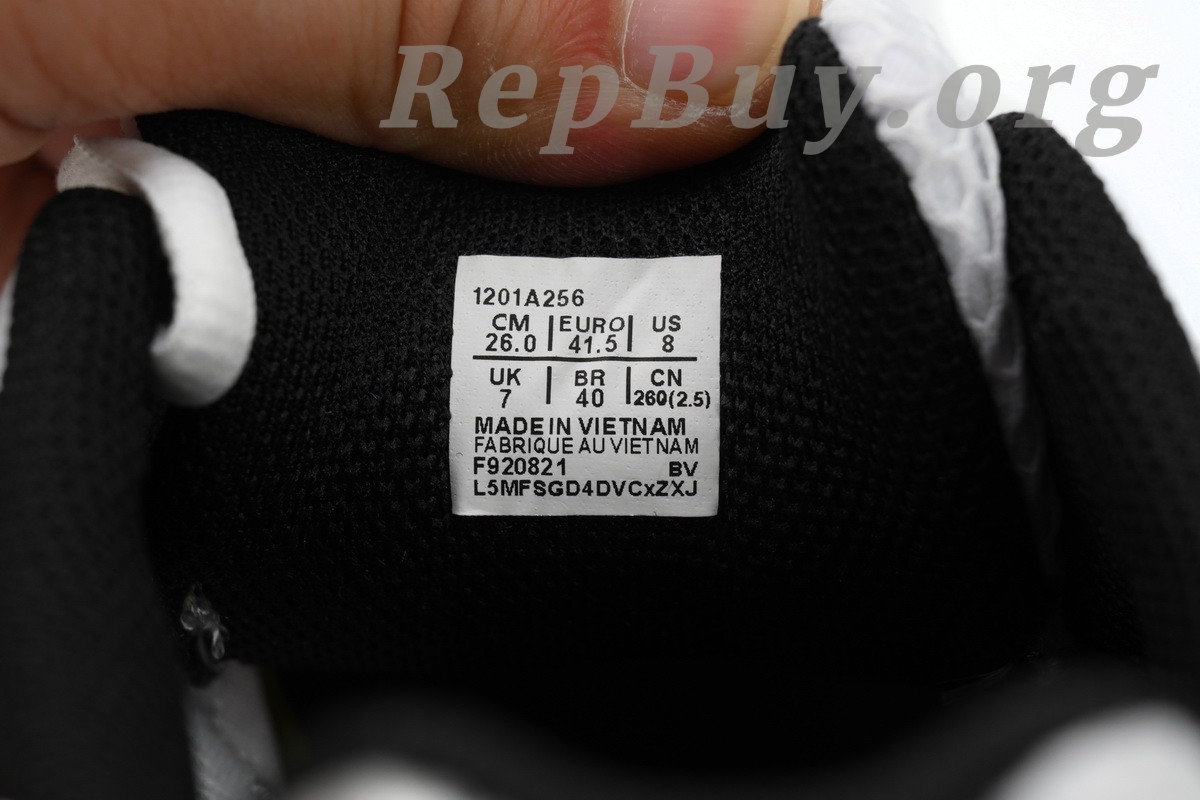 RepBuy.org
1201A256
CM | EURO | US
26.0 | 41.5 | 8
UK | BR | CN
7 | 40 | 260(2.5)
MADE IN VIETNAM
FABRIQUE AU VIETNAM
F920821 BV
L5MFSGD4DVCxZXJ